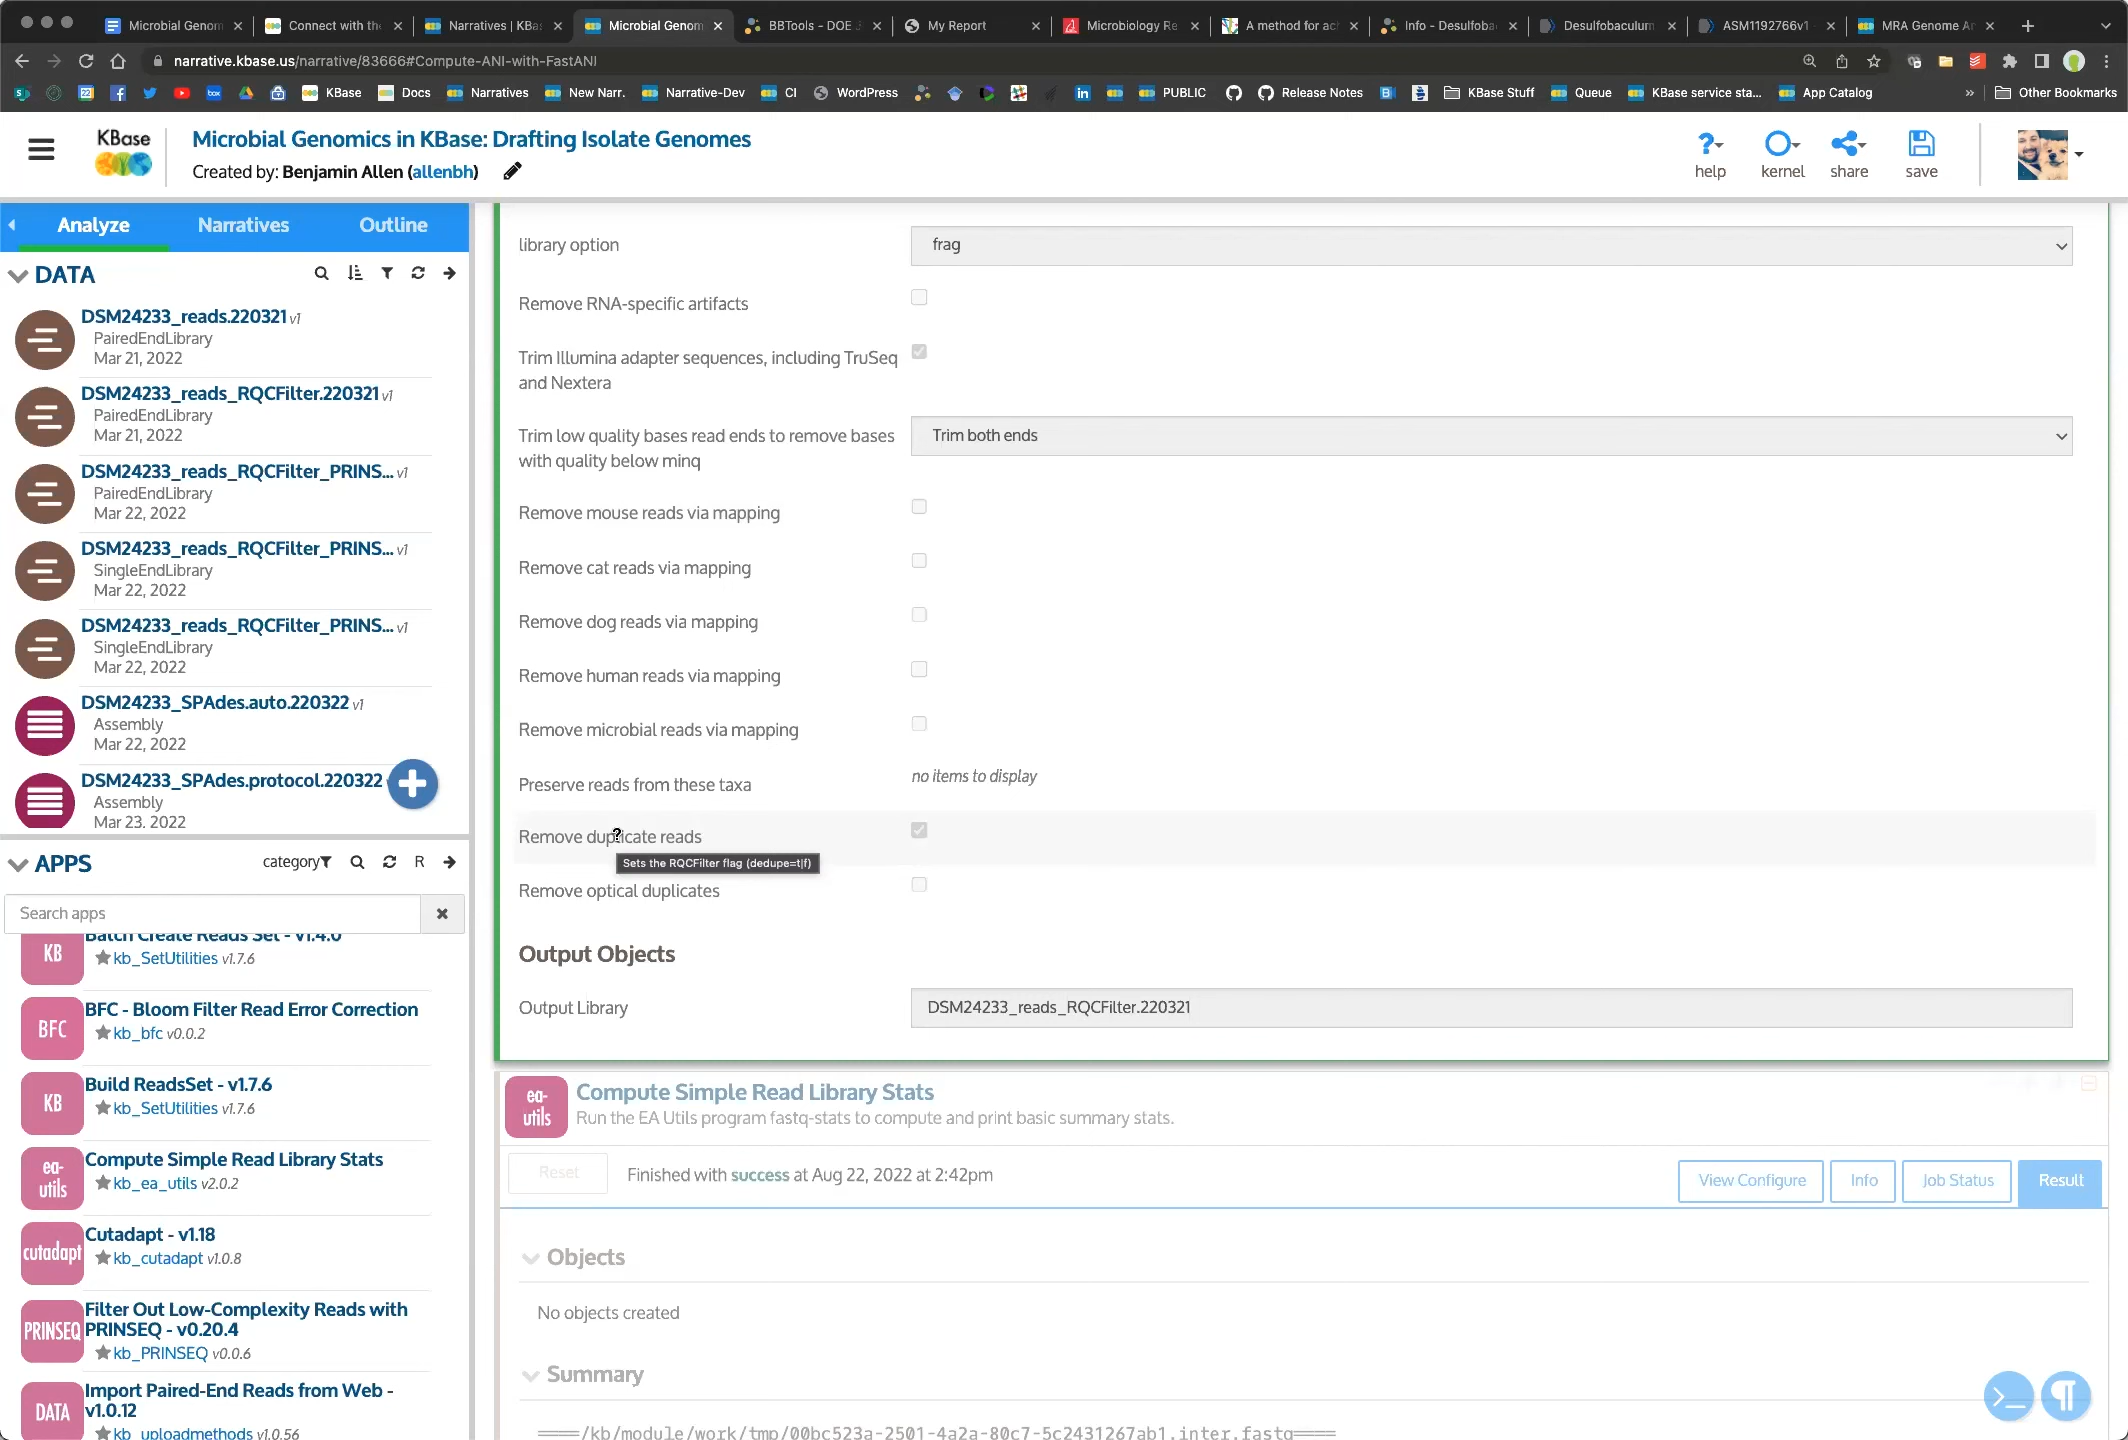 Microbial Genom
Connect with the
Narratives | KBas
Microbial Genom
BBTools - DOE J
My Report
Microbiology Re
A method for ach
Info - Desulfoba
Desulfobaculum
ASM1192766v1 -
MRA Genome An
narrative.kbase.us/narrative/83666#Compute-ANI-with-FastANI
KBase
Docs
Narratives
New Narr.
Narrative-Dev
CI
WordPress
PUBLIC
Release Notes
KBase Stuff
Queue
KBase service sta...
App Catalog
»
Other Bookmarks
KBase
Microbial Genomics in KBase: Drafting Isolate Genomes
Created by: Benjamin Allen (allenbh)
help
kernel
share
save
Analyze
Narratives
Outline
DATA
DSM24233_reads.220321 v1
PairedEndLibrary
Mar 21, 2022
DSM24233_reads_RQCFilter.220321 v1
PairedEndLibrary
Mar 21, 2022
DSM24233_reads_RQCFilter_PRINS... v1
PairedEndLibrary
Mar 22, 2022
DSM24233_reads_RQCFilter_PRINS... v1
SingleEndLibrary
Mar 22, 2022
DSM24233_reads_RQCFilter_PRINS... v1
SingleEndLibrary
Mar 22, 2022
DSM24233_SPAdes.auto.220322 v1
Assembly
Mar 22, 2022
DSM24233_SPAdes.protocol.220322
Assembly
Mar 23, 2022
APPS
category
R
Search apps
KB
Batch Create Reads Set - v1.4.0
kb_SetUtilities v1.7.6
BFC
BFC - Bloom Filter Read Error Correction
kb_bfc v0.0.2
KB
Build ReadsSet - v1.7.6
kb_SetUtilities v1.7.6
ea-utils
Compute Simple Read Library Stats
kb_ea_utils v2.0.2
cutadapt
Cutadapt - v1.18
kb_cutadapt v1.0.8
PRINSEQ
Filter Out Low-Complexity Reads with
PRINSEQ - v0.20.4
kb_PRINSEQ v0.0.6
DATA
Import Paired-End Reads from Web -
v1.0.12
kb_uploadmethods v1.0.56
library option
frag
Remove RNA-specific artifacts
Trim Illumina adapter sequences, including TruSeq
and Nextera
Trim low quality bases read ends to remove bases
with quality below minq
Trim both ends
Remove mouse reads via mapping
Remove cat reads via mapping
Remove dog reads via mapping
Remove human reads via mapping
Remove microbial reads via mapping
Preserve reads from these taxa
no items to display
Remove duplicate reads
Sets the RQCFilter flag (dedupe=t|f)
Remove optical duplicates
Output Objects
Output Library
DSM24233_reads_RQCFilter.220321
ea-
utils
Compute Simple Read Library Stats
Run the EA Utils program fastq-stats to compute and print basic summary stats.
Reset
Finished with success at Aug 22, 2022 at 2:42pm
View Configure
Info
Job Status
Result
Objects
No objects created
Summary
====/kb/module/work/tmp/00bc523a-2501-4a2a-80c7-5c2431267ab1.inter.fastq====